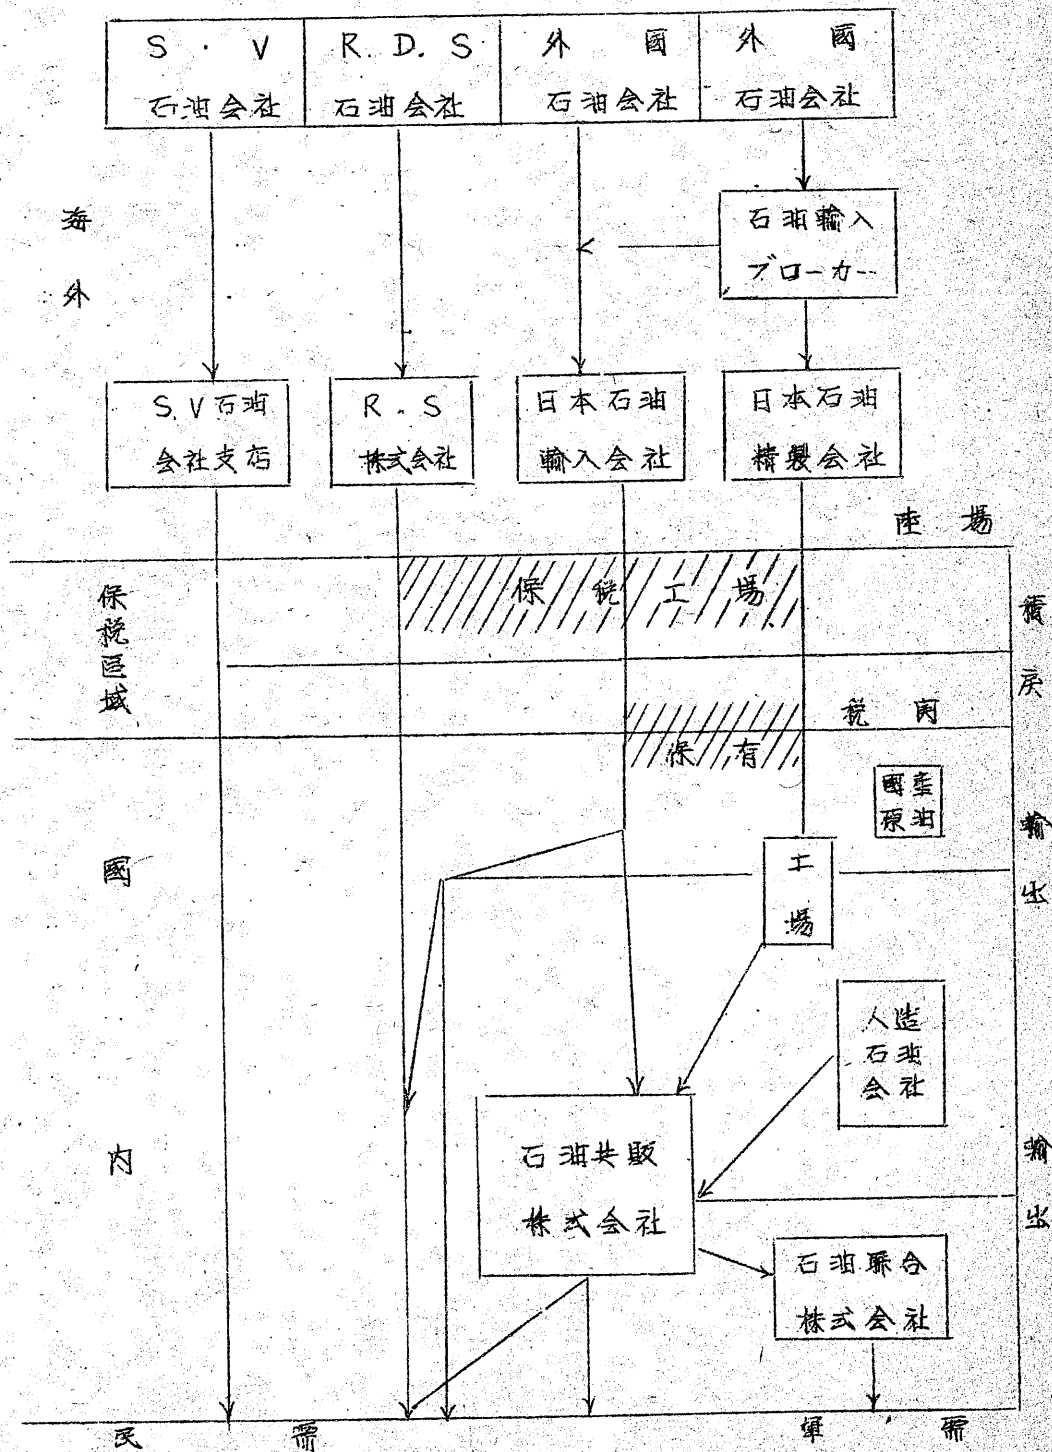 S．V
石油会社
R．D．S
石油会社
外國
石油会社
外國
石油会社
海外
石油輸入
ブローカー
S．V石油
会社支店
R．S
株式会社
日本石油
輸入会社
日本石油
精製会社
保税区域
保税工場
積戻
保有
國産
原油
國内
工場
輸出
人造
石油
会社
石油共販
株式会社
輸出
石油聯合
株式会社
民需
軍需